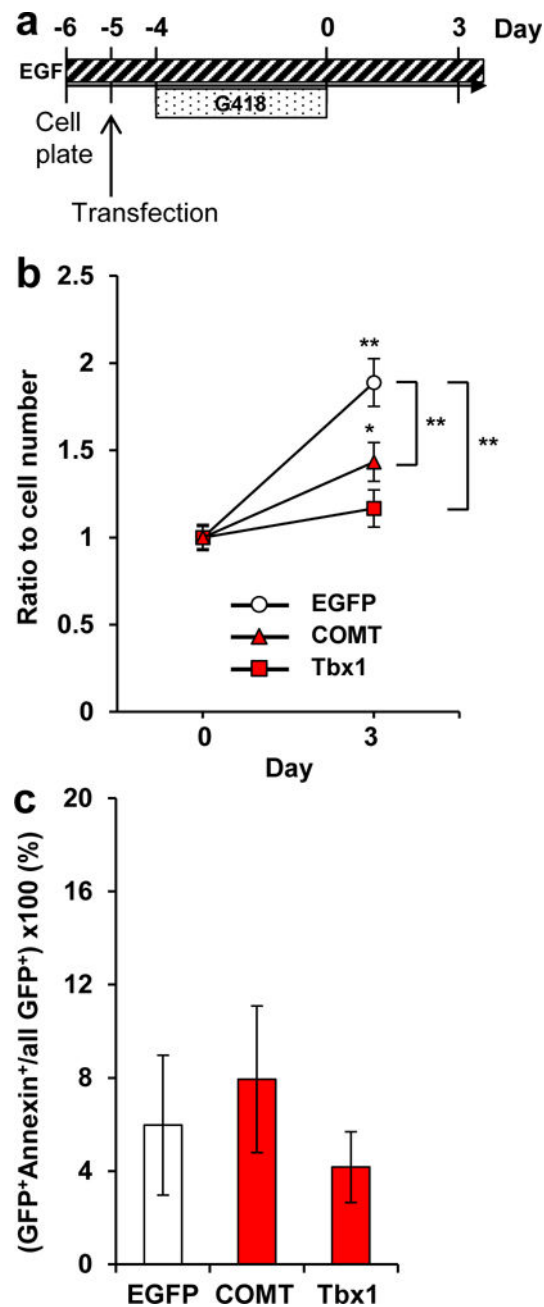 a
-6 -5 -4 0 3 Day
EGF
G418
Cell
plate
Transfection
b
Ratio to cell number
2.5
2
1.5
1
0.5
0
**
*
**
**
EGFP
COMT
Tbx1
0 3
Day
c
(GFP⁺Annexin⁺/all GFP⁺) x100 (%)
20
16
12
8
4
0
EGFP COMT Tbx1